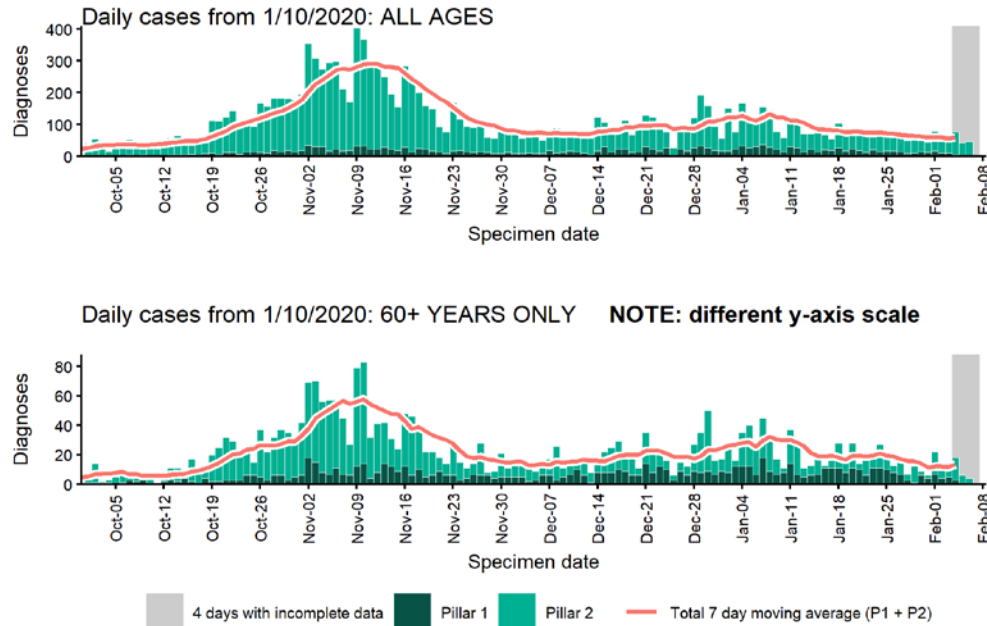 Daily cases from 1/10/2020: ALL AGES
400
300
200
100
0
Diagnoses
Oct-05
Oct-12
Oct-19
Oct-26
Nov-02
Nov-09
Nov-16
Nov-23
Nov-30
Dec-07
Dec-14
Dec-21
Dec-28
Jan-04
Jan-11
Jan-18
Jan-25
Feb-01
Feb-08
Specimen date
Daily cases from 1/10/2020: 60+ YEARS ONLY NOTE: different y-axis scale
80
60
40
20
0
Diagnoses
Oct-05
Oct-12
Oct-19
Oct-26
Nov-02
Nov-09
Nov-16
Nov-23
Nov-30
Dec-07
Dec-14
Dec-21
Dec-28
Jan-04
Jan-11
Jan-18
Jan-25
Feb-01
Feb-08
Specimen date
4 days with incomplete data Pillar 1 Pillar 2 Total 7 day moving average (P1 + P2)